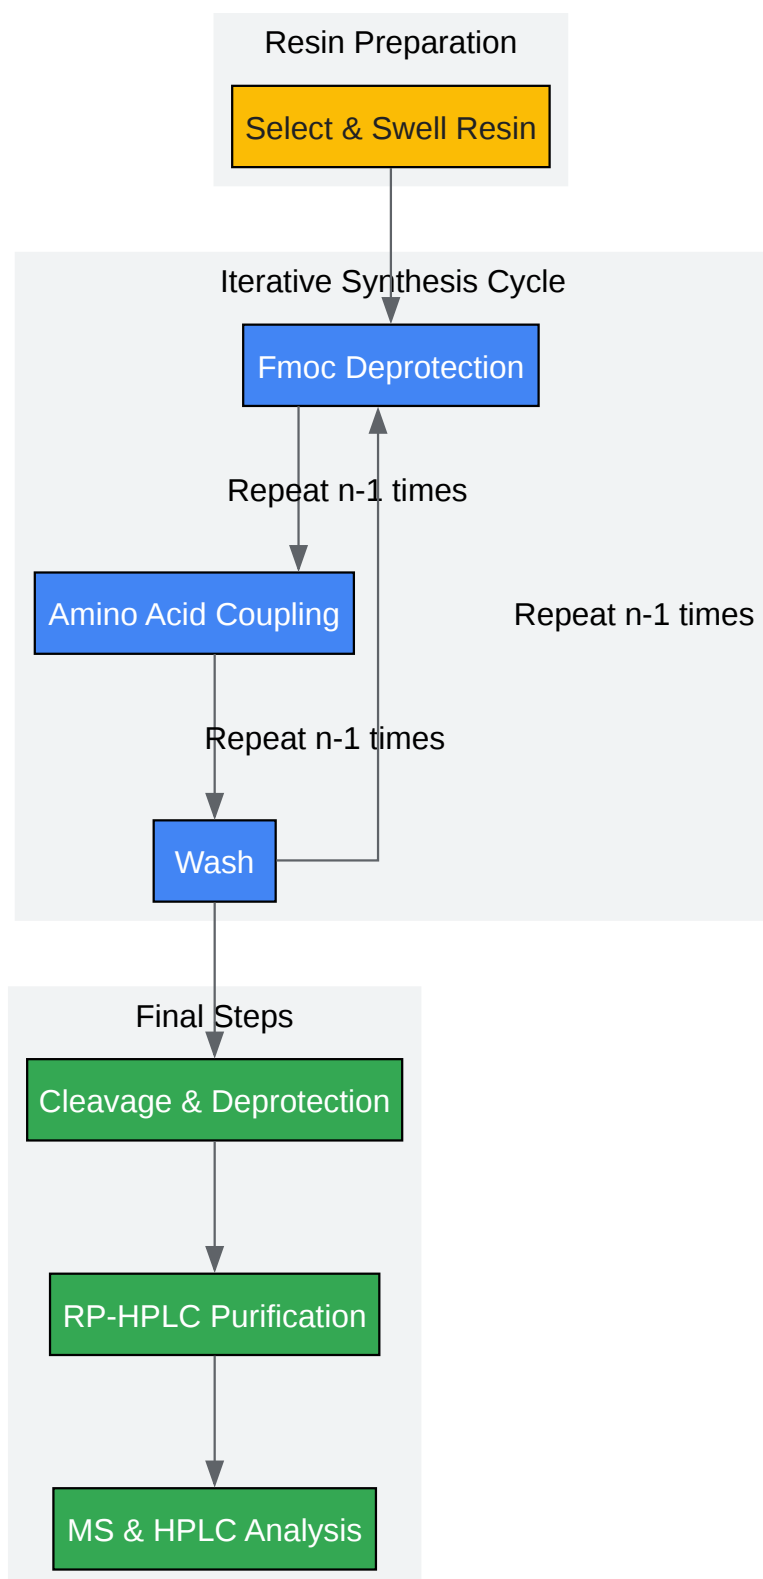 Resin Preparation
Select & Swell Resin
Iterative Synthesis Cycle
Fmoc Deprotection
Repeat n-1 times
Amino Acid Coupling
Repeat n-1 times
Repeat n-1 times
Wash
Final Steps
Cleavage & Deprotection
RP-HPLC Purification
MS & HPLC Analysis